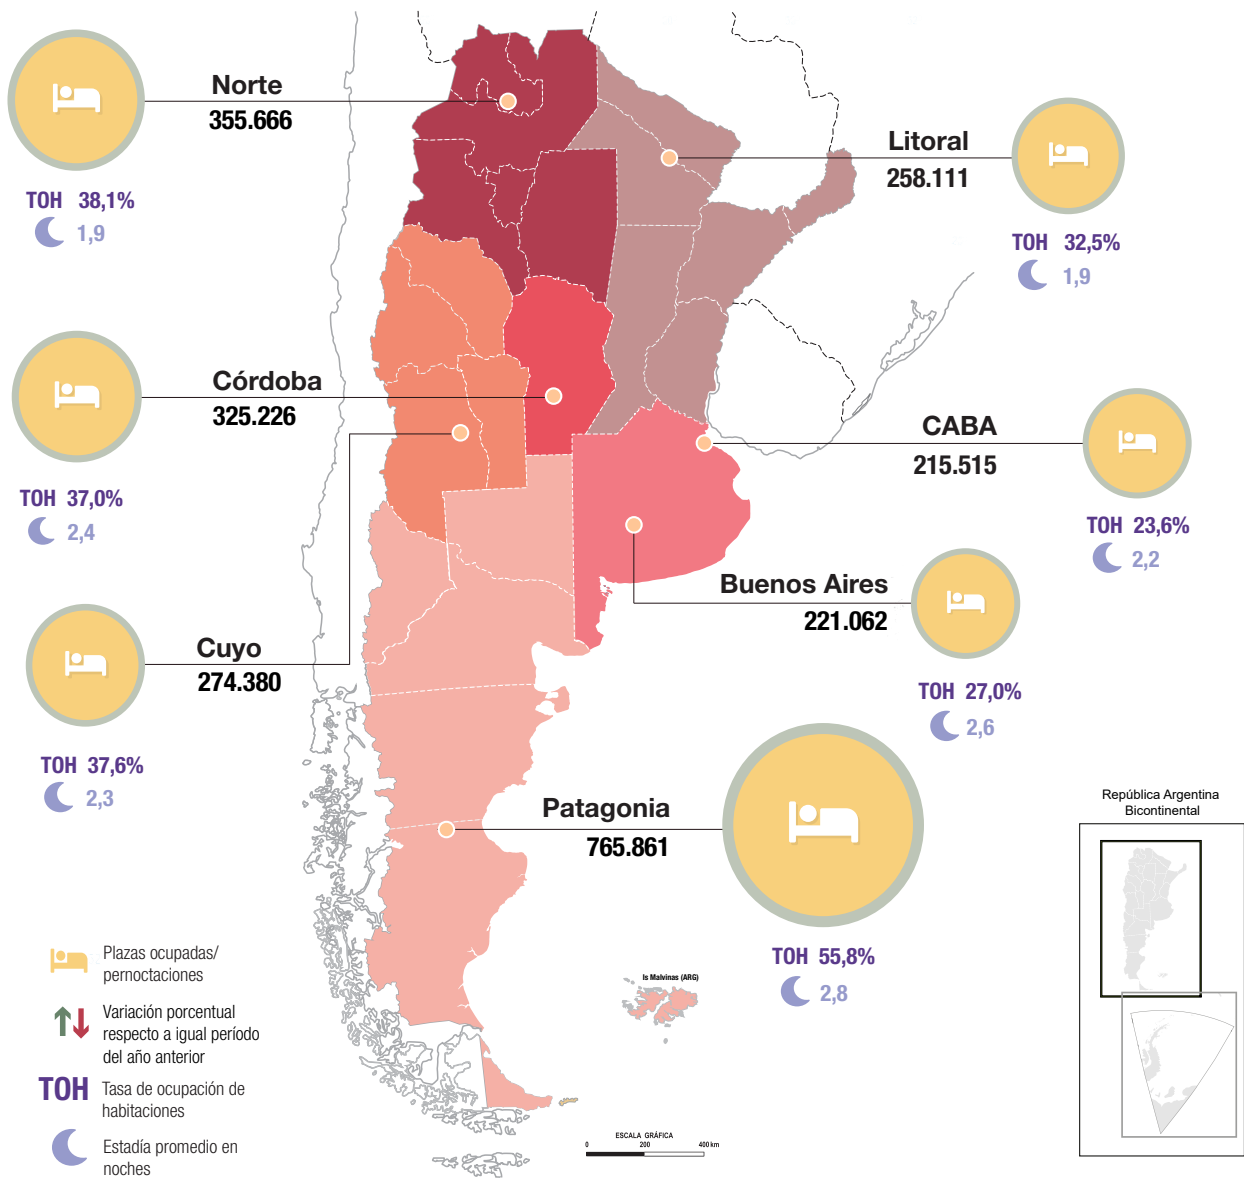 Norte
355.666
TOH 38,1%
1,9
Litoral
258.111
TOH 32,5%
1,9
Córdoba
325.226
TOH 37,0%
2,4
CABA
215.515
TOH 23,6%
2,2
Buenos Aires
221.062
TOH 27,0%
2,6
Cuyo
274.380
TOH 37,6%
2,3
Patagonia
765.861
TOH 55,8%
2,8
República Argentina
Bicontinental
Is Malvinas (ARG)
Plazas ocupadas/
pernoctaciones
Variación porcentual
respecto a igual período
del año anterior
TOH Tasa de ocupación de
habitaciones
Estadía promedio en
noches
ESCALA GRÁFICA
0 200 400 km